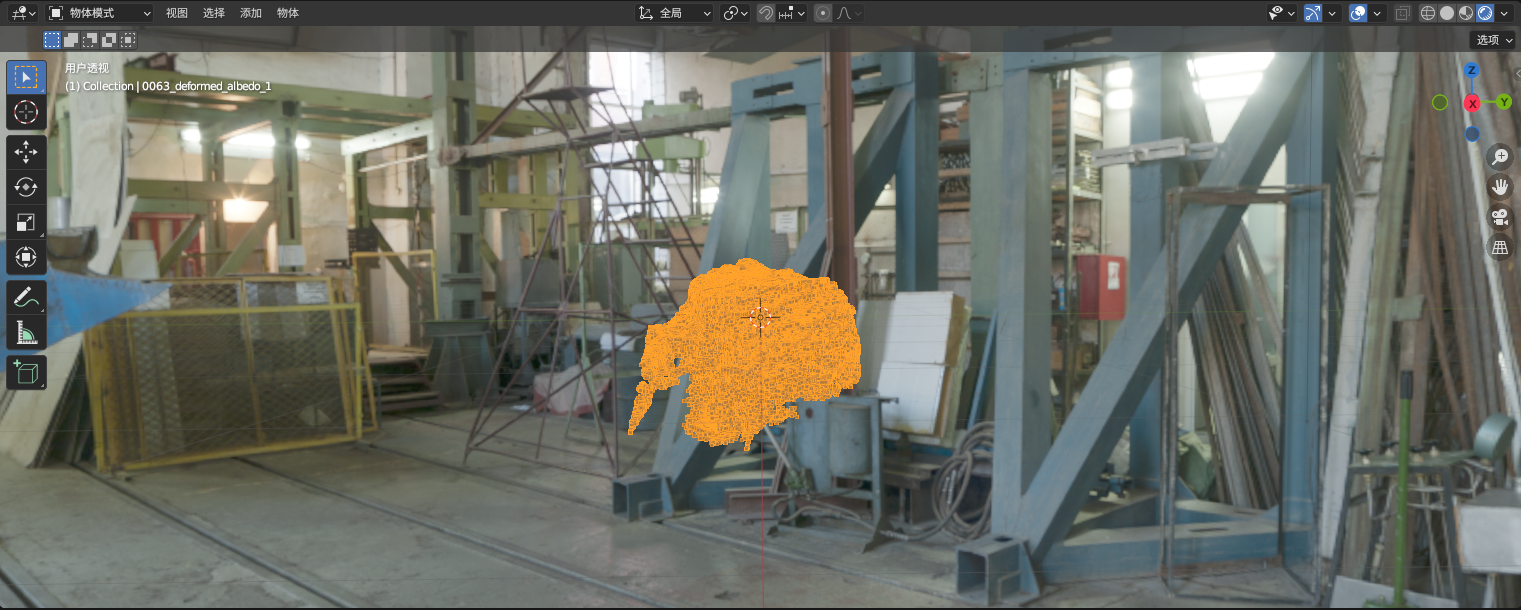 物体模式 视图 选择 添加 物体 全局
选项
用户透视
(1) Collection | 0063_deformed_albedo_1
Z
Y
X